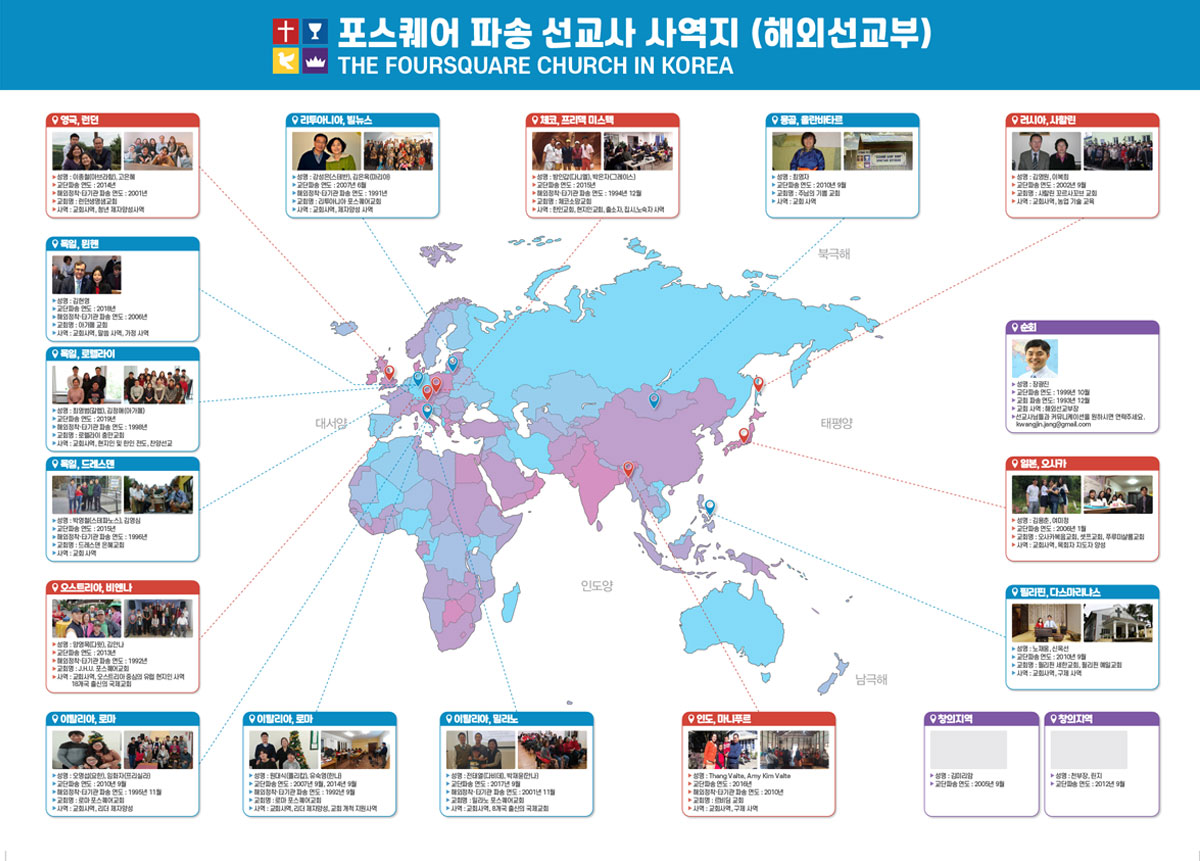 포스퀘어 파송 선교사 사역지 (해외선교부)
THE FOURSQUARE CHURCH IN KOREA
영국, 런던
성명 : 이종철(아브라함), 고은혜
교단파송 연도 : 2014년
해외정착·타기관 파송 연도 : 2001년
교회명 : 런던생명샘교회
사역 : 교회사역, 청년 제자양성사역
리투아니아, 빌뉴스
성명 : 강성은(스테반), 김은옥(마리아)
교단파송 연도 : 2007년 6월
해외정착·타기관 파송 연도 : 1991년
교회명 : 리투아니아 포스퀘어교회
사역 : 교회사역, 제자양성 사역
체코, 프리덱 미스텍
성명 : 방인갑(다니엘), 박은자(그레이스)
교단파송 연도 : 2015년
해외정착·타기관 파송 연도 : 1994년 12월
교회명 : 체코소망교회
사역 : 한인교회, 현지인교회, 출소자, 집시,노숙자 사역
몽골, 울란바타르
성명 : 최영자
교단파송 연도 : 2010년 9월
교회명 : 주님의 기쁨 교회
사역 : 교회 사역
러시아, 사할린
성명 : 김영원, 이복희
교단파송 연도 : 2002년 9월
교회명 : 사할린 꼬르사꼬브 교회
사역 : 교회사역, 농업 기술 교육
독일, 뮌헨
성명 : 김현영
교단파송 연도 : 2018년
해외정착·타기관 파송 연도 : 2006년
교회명 : 아가폴 교회
사역 : 교회사역, 말씀 사역, 가정 사역
독일, 로텔라이
성명 : 최영범(갈렙), 김정애(아가폴)
교단파송 연도 : 2019년
해외정착·타기관 파송 연도 : 1998년
교회명 : 로텔라이 충만교회
사역 : 교회사역, 현지인 및 한인 전도, 찬양선교
독일, 드레스덴
성명 : 박영철(스테파노스), 김영심
교단파송 연도 : 2015년
해외정착·타기관 파송 연도 : 1996년
교회명 : 드레스덴 은혜교회
사역 : 교회 사역
오스트리아, 비엔나
성명 : 양영옥(다윗), 김안나
교단파송 연도 : 2013년
해외정착·타기관 파송 연도 : 1992년
교회명 : J.H.U. 포스퀘어교회
사역 : 교회사역, 오스트리아 중심의 유럽 현지인 사역
18개국 출신의 국제교회
북극해
대서양
태평양
인도양
남극해
순회
성명 : 장광진
교단파송 연도 : 1999년 10월
교회 파송 연도 : 1993년 12월
교회 사역 : 해외선교부장
선교사님들과 커뮤니케이션을 원하시면 연락주세요.
kwangjin.jang@gmail.com
일본, 오사카
성명 : 김용훈, 여미정
교단파송 연도 : 2006년 1월
교회명 : 오사카복음교회, 셋프교회, 푸루미살롬교회
사역 : 교회사역, 목회자 지도자 양성
필리핀, 다스마리냐스
성명 : 노재웅, 신옥선
교단파송 연도 : 2010년 9월
교회명 : 필리핀 새한교회, 필리핀 예일교회
사역 : 교회사역, 구제 사역
이탈리아, 로마
성명 : 오영섭(요한), 임화자(프리실라)
교단파송 연도 : 2010년 9월
해외정착·타기관 파송 연도 : 1995년 11월
교회명 : 로마 포스퀘어교회
사역 : 교회사역, 리더 제자양성
이탈리아, 로마
성명 : 원대식(폴리캅), 유숙영(한나)
교단파송 연도 : 2007년 9월, 2014년 9월
해외정착·타기관 파송 연도 : 1992년 9월
교회명 : 로마 포스퀘어교회
사역 : 교회사역, 리더 제자양성, 교회 개척 지원사역
이탈리아, 밀라노
성명 : 전태열(디비데), 박재윤(안나)
교단파송 연도 : 2017년 9월
해외정착·타기관 파송 연도 : 2001년 11월
교회명 : 밀라노 포스퀘어교회
사역 : 교회사역, 6개국 출신의 국제교회
인도, 마니푸르
성명 : Thang Vaite, Amy Kim Vaite
교단파송 연도 : 2016년
해외정착·타기관 파송 연도 : 2010년
교회명 : 르비딤 교회
사역 : 교회사역, 구제 사역
창의지역
성명 : 김미리암
교단파송 연도 : 2005년 9월
창의지역
성명 : 전부장, 원지
교단파송 연도 : 2012년 9월